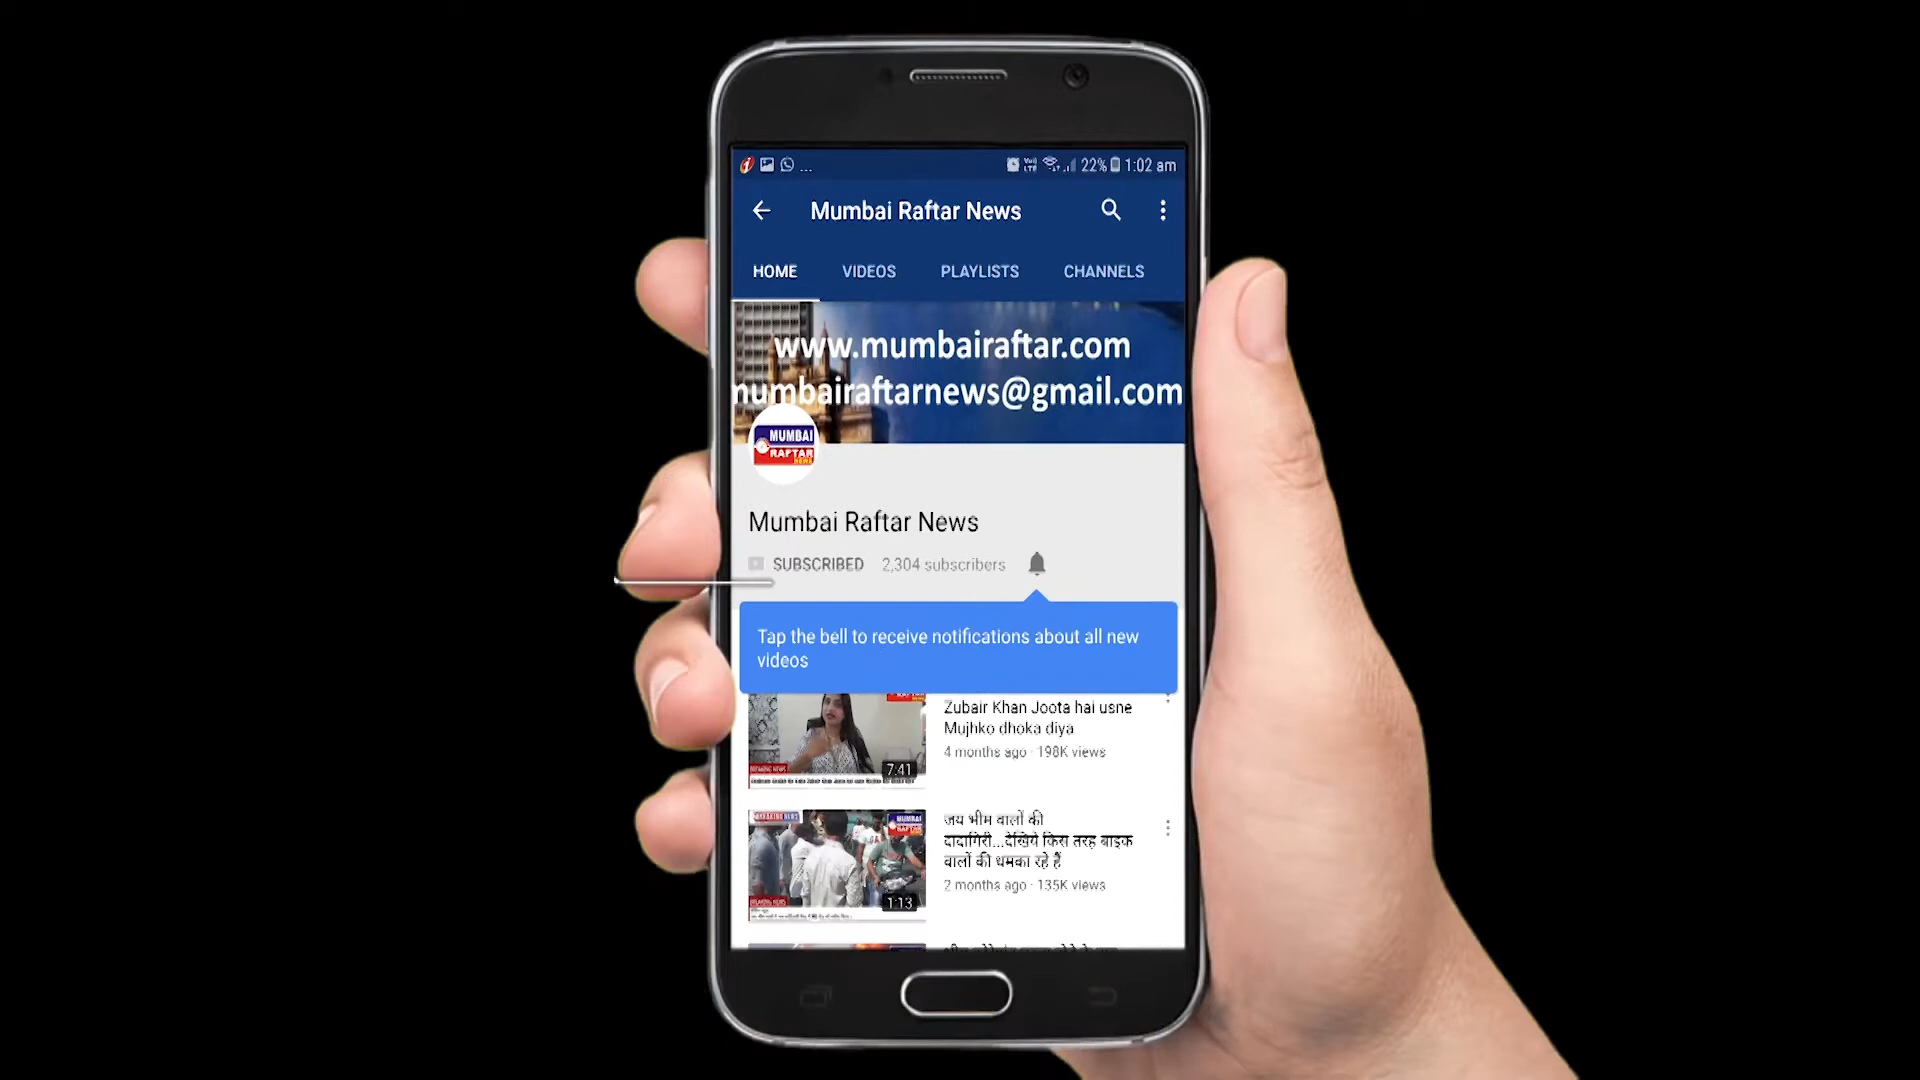 22% 1:02 am
Mumbai Raftar News
HOME VIDEOS PLAYLISTS CHANNELS
www.mumbairaftar.com
mumbairaftarnews@gmail.com
MUMBAI
RAFTAR
NEWS
Mumbai Raftar News
SUBSCRIBED 2,304 subscribers
Tap the bell to receive notifications about all new
videos
Zubair Khan Joota hai usne
Mujhko dhoka diya
4 months ago · 198K views
7:41
जय भीम वालों की
दादागिरी...देखिये किस तरह बाइक
वालों की धमका रहे हैं
2 months ago · 135K views
1:13